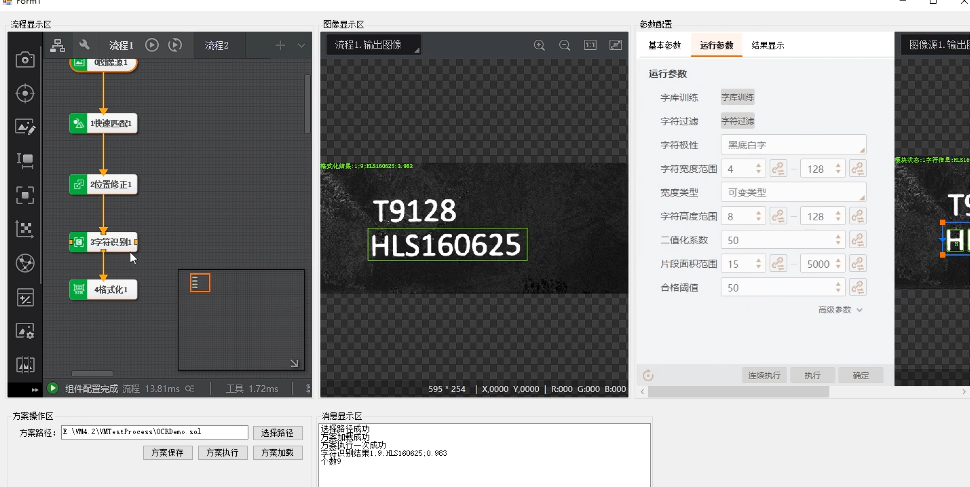 Form1
流程显示区
流程1
流程2
0图像源1
1快速匹配1
2位置修正1
3字符识别1
4格式化1
组件配置完成 流程 13.81ms
工具 1.72ms
图像显示区
流程1.输出图像
1:1
格式化结果:1:9:HLS160625:0.983
T9128
HLS160625
595 * 254 | X,0000 Y,0000 | R:000 G:000 B:000
参数配置
基本参数 运行参数 结果显示
运行参数
字库训练 字库训练
字符过滤 字符过滤
字符极性 黑底白字
字符宽度范围 4 - 128
宽度类型 可变类型
字符高度范围 8 - 128
二值化系数 50
片段面积范围 15 - 5000
合格阈值 50
高级参数
连续执行 执行 确定
图像源1.输出图
模块状态:1字符信息:HLS16
T9
HL
方案操作区
方案路径:
选择路径
方案保存 方案执行 方案加载
消息显示区
选择路径成功
方案加载成功
方案执行一次成功
字符识别结果1:9:HLS160625:0.983
个数9